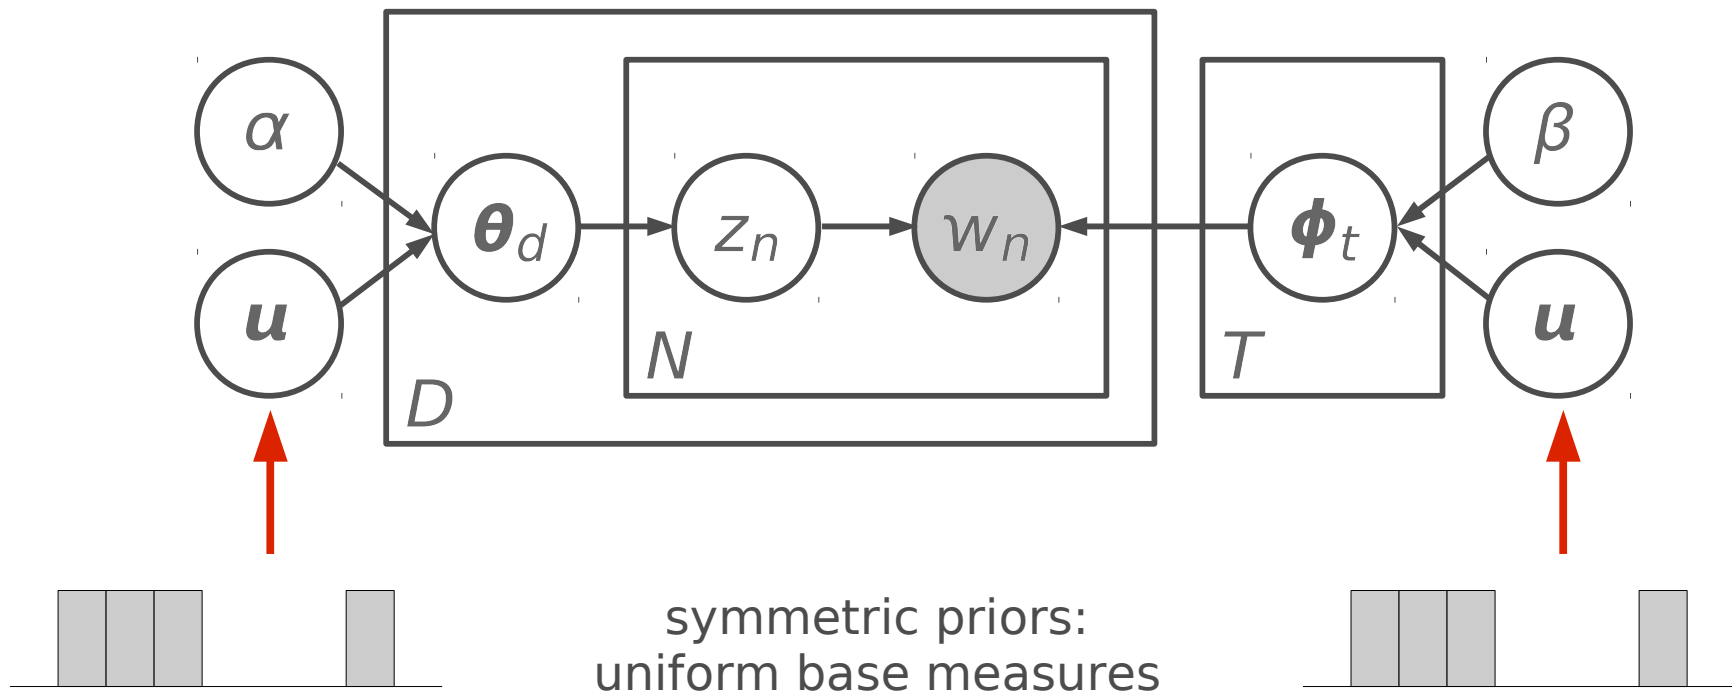 α
β
θd
zn
wn
ϕt
u
u
N
T
D
symmetric priors:
uniform base measures